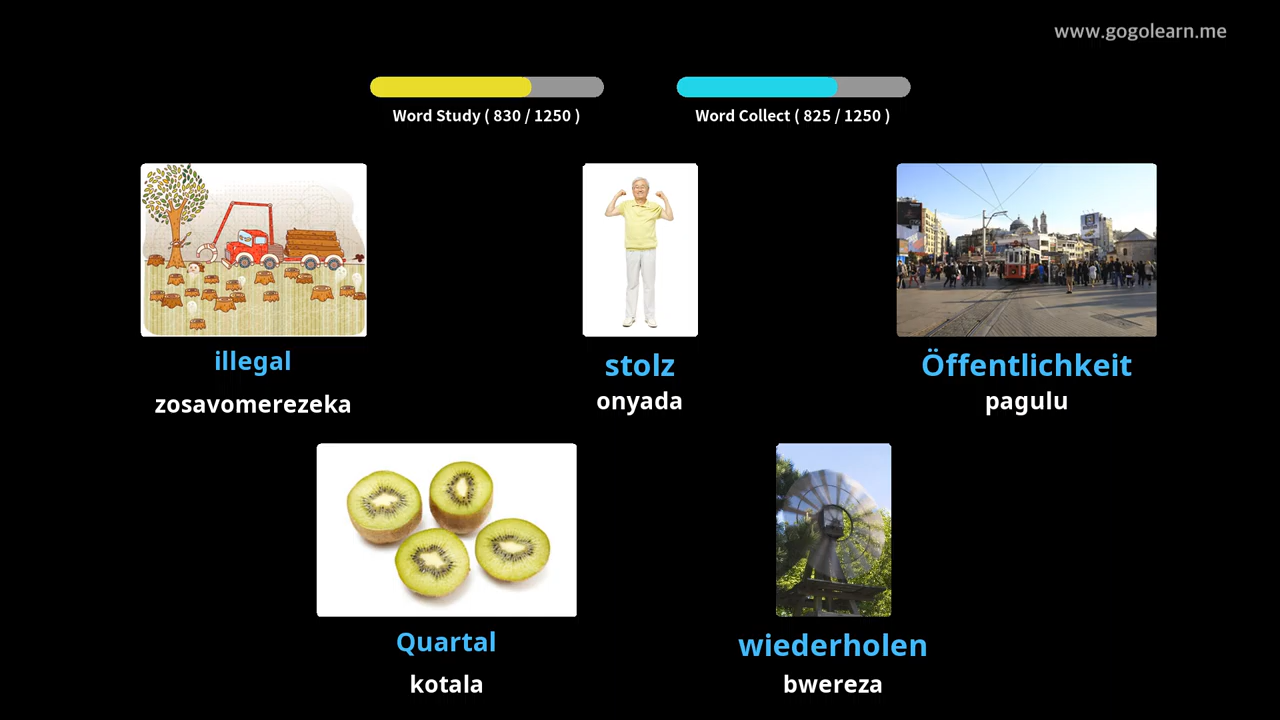 www.gogolearn.me
Word Study ( 830 / 1250 )
Word Collect ( 825 / 1250 )
illegal
zosavomerezeka
stolz
onyada
Öffentlichkeit
pagulu
Quartal
kotala
wiederholen
bwereza